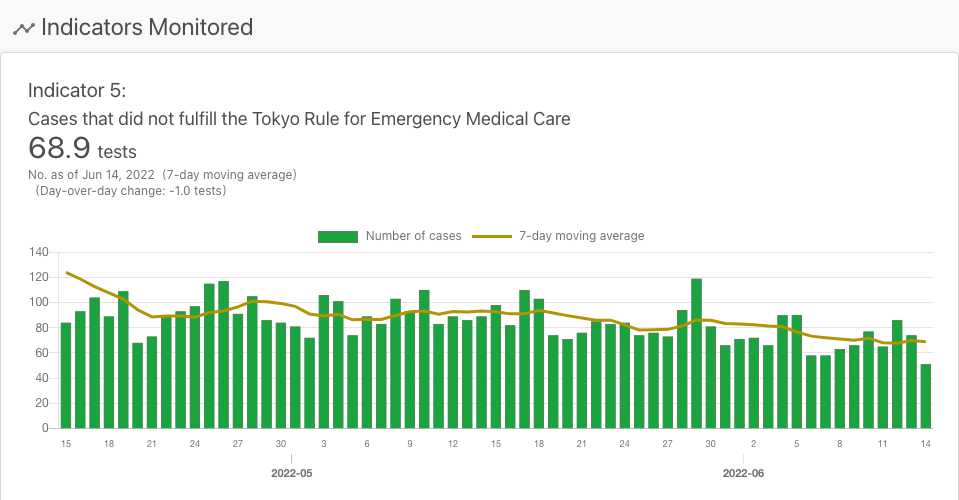 Indicators Monitored
Indicator 5:
Cases that did not fulfill the Tokyo Rule for Emergency Medical Care
68.9 tests
No. as of Jun 14, 2022 (7-day moving average)
(Day-over-day change: -1.0 tests)
Number of cases 7-day moving average
140
120
100
80
60
40
20
0
15 18 21 24 27 30 3 6 9 12 15 18 21 24 27 30 2 5 8 11 14
2022-05 2022-06